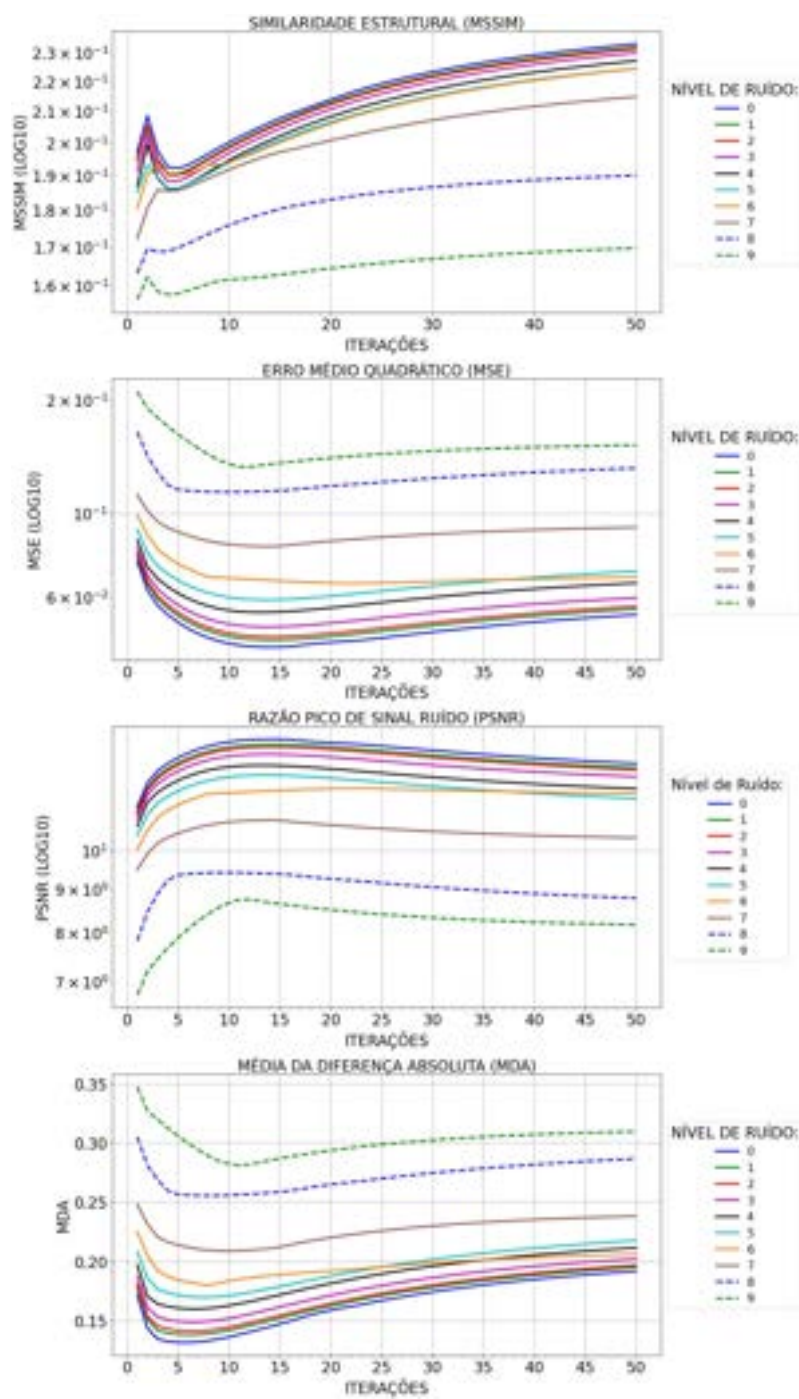 SIMILARIDADE ESTRUTURAL (MSSIM)
2.3 × 10⁻¹
2.2 × 10⁻¹
2.1 × 10⁻¹
2 × 10⁻¹
1.9 × 10⁻¹
1.8 × 10⁻¹
1.7 × 10⁻¹
1.6 × 10⁻¹
MSSIM (LOG10)
0 10 20 30 40 50
ITERAÇÕES
NÍVEL DE RUÍDO:
0
1
2
3
4
5
6
7
8
9
ERRO MÉDIO QUADRÁTICO (MSE)
2 × 10⁻¹
10⁻¹
6 × 10⁻²
MSE (LOG10)
0 5 10 15 20 25 30 35 40 45 50
ITERAÇÕES
NÍVEL DE RUÍDO:
0
1
2
3
4
5
6
7
8
9
RAZÃO PICO DE SINAL RUÍDO (PSNR)
10¹
9 × 10⁰
8 × 10⁰
7 × 10⁰
PSNR (LOG10)
0 5 10 15 20 25 30 35 40 45 50
ITERAÇÕES
Nível de Ruído:
0
1
2
3
4
5
6
7
8
9
MÉDIA DA DIFERENÇA ABSOLUTA (MDA)
0.35
0.30
0.25
0.20
0.15
MDA
0 5 10 15 20 25 30 35 40 45 50
ITERAÇÕES
NÍVEL DE RUÍDO:
0
1
2
3
4
5
6
7
8
9